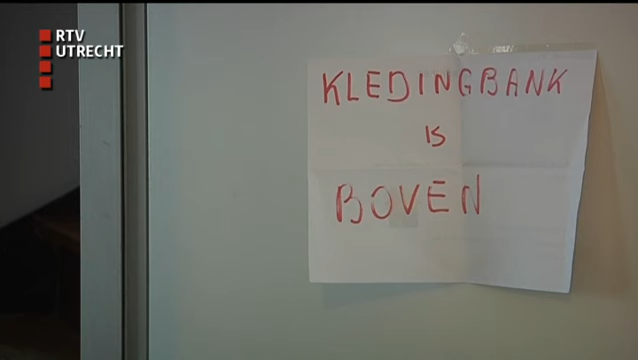 RTV
UTRECHT
KLEDINGBANK
IS
BOVEN